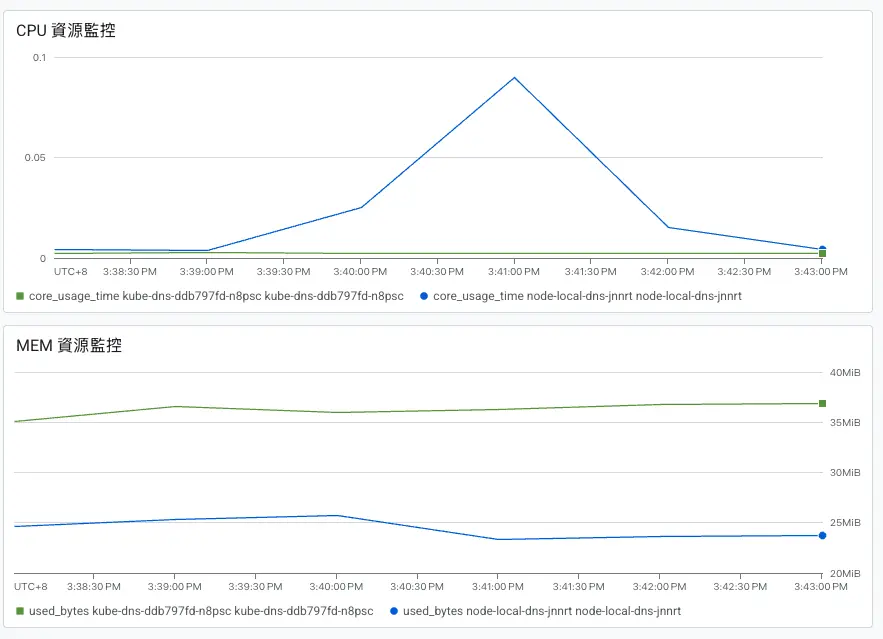 CPU 資源監控
0.1
0.05
0
UTC+8 3:38:30 PM 3:39:00 PM 3:39:30 PM 3:40:00 PM 3:40:30 PM 3:41:00 PM 3:41:30 PM 3:42:00 PM 3:42:30 PM 3:43:00 PM
core_usage_time kube-dns-ddb797fd-n8psc kube-dns-ddb797fd-n8psc core_usage_time node-local-dns-jnnrt node-local-dns-jnnrt
MEM 資源監控
40MiB
35MiB
30MiB
25MiB
20MiB
UTC+8 3:38:30 PM 3:39:00 PM 3:39:30 PM 3:40:00 PM 3:40:30 PM 3:41:00 PM 3:41:30 PM 3:42:00 PM 3:42:30 PM 3:43:00 PM
used_bytes kube-dns-ddb797fd-n8psc kube-dns-ddb797fd-n8psc used_bytes node-local-dns-jnnrt node-local-dns-jnnrt